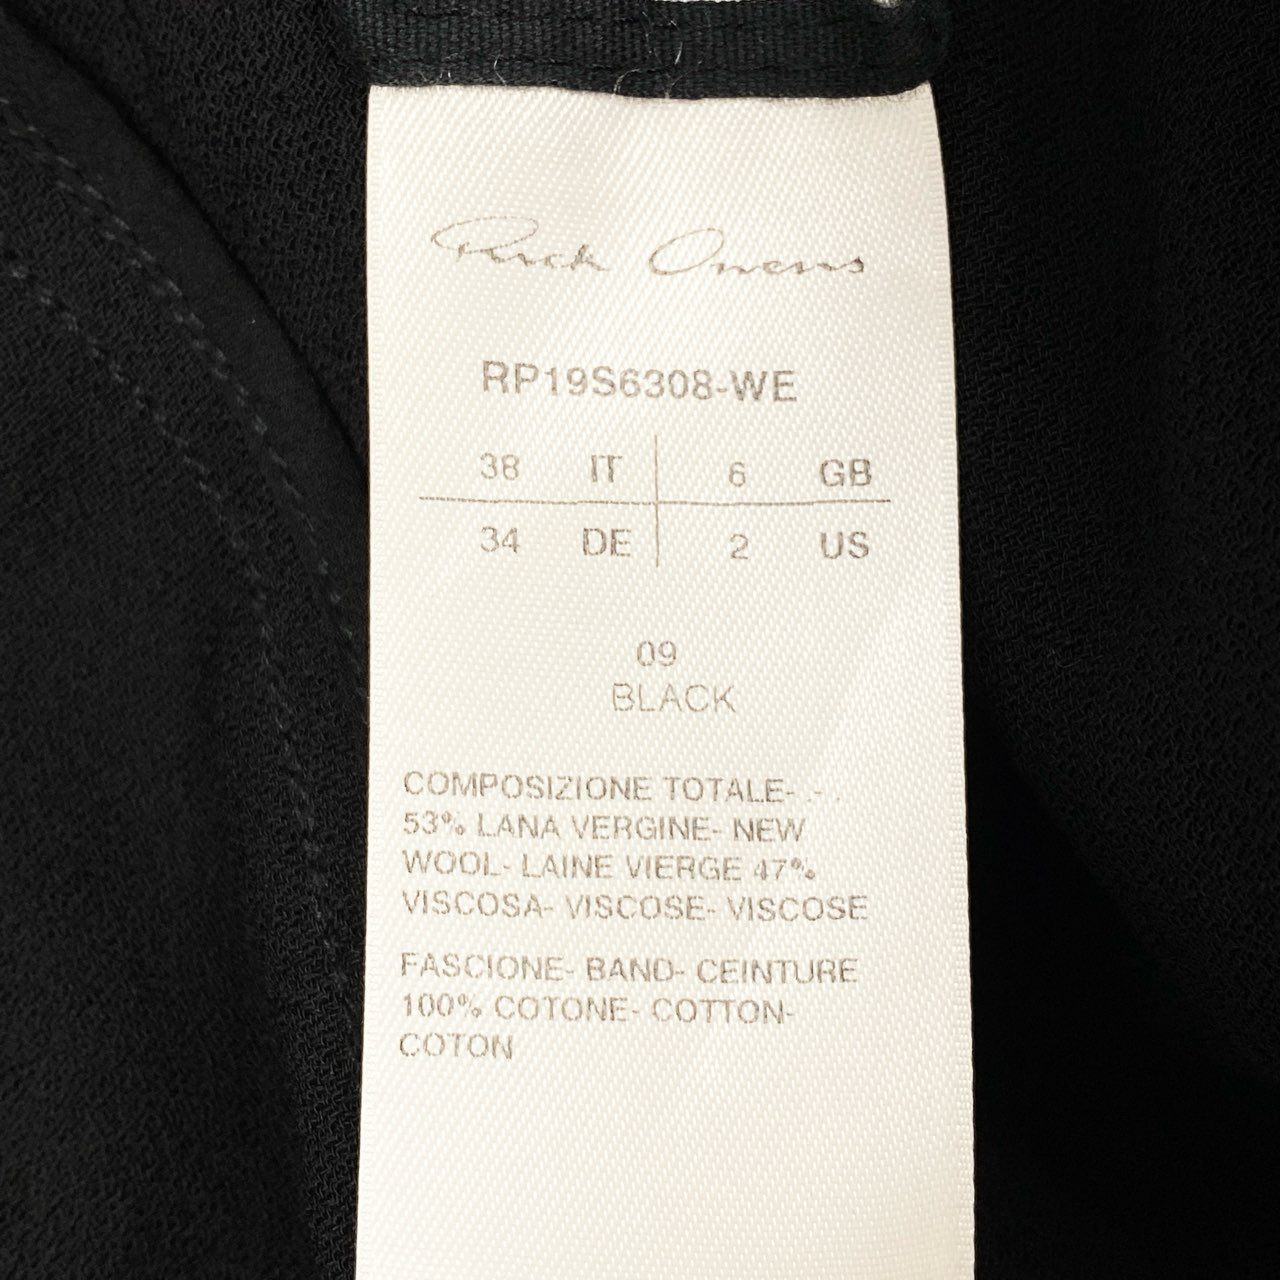 Rick Owens
RP19S6308-WE
38 IT 6 GB
34 DE 2 US
09
BLACK
COMPOSIZIONE TOTALE- .- .
53% LANA VERGINE- NEW
WOOL- LAINE VIERGE 47%
VISCOSA- VISCOSE- VISCOSE
FASCIONE- BAND- CEINTURE
100% COTONE- COTTON-
COTON